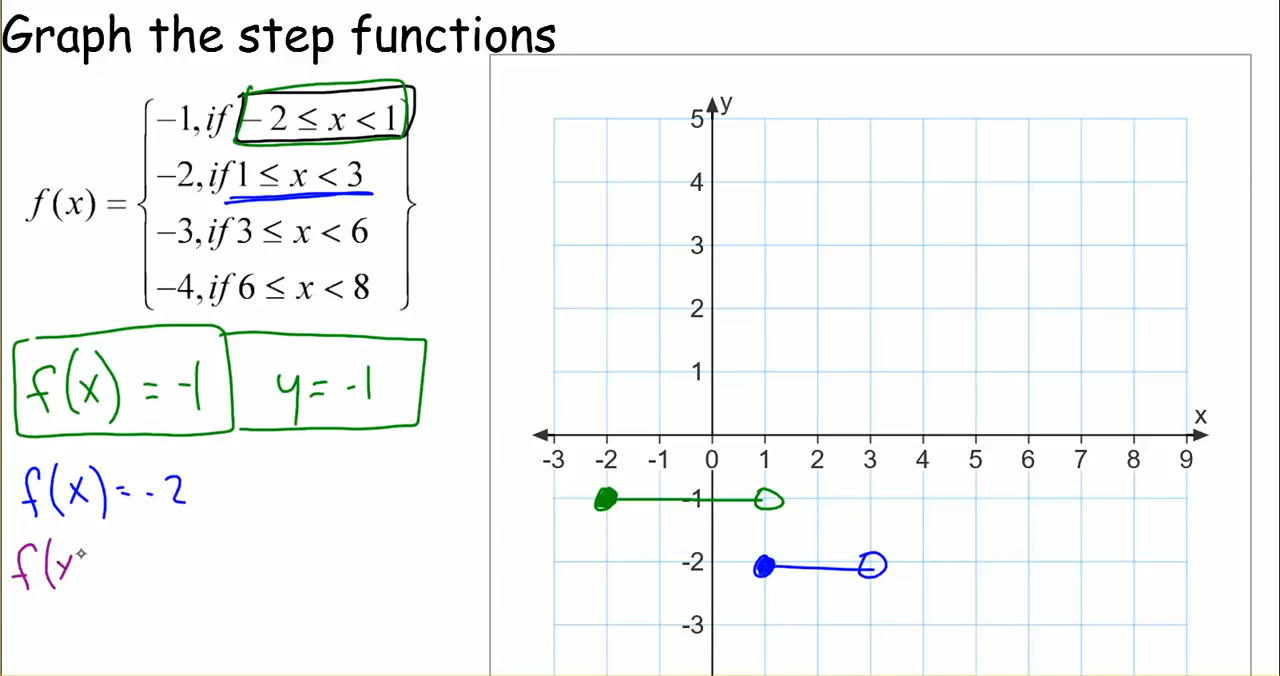 Graph the step functions
f(x) = { −1, if −2 ≤ x < 1
−2, if 1 ≤ x < 3
−3, if 3 ≤ x < 6
−4, if 6 ≤ x < 8 }
f(x) = -1 y = -1
f(x) = -2
f(x
y
5
4
3
2
1
x
-3 -2 -1 0 1 2 3 4 5 6 7 8 9
-1
-2
-3